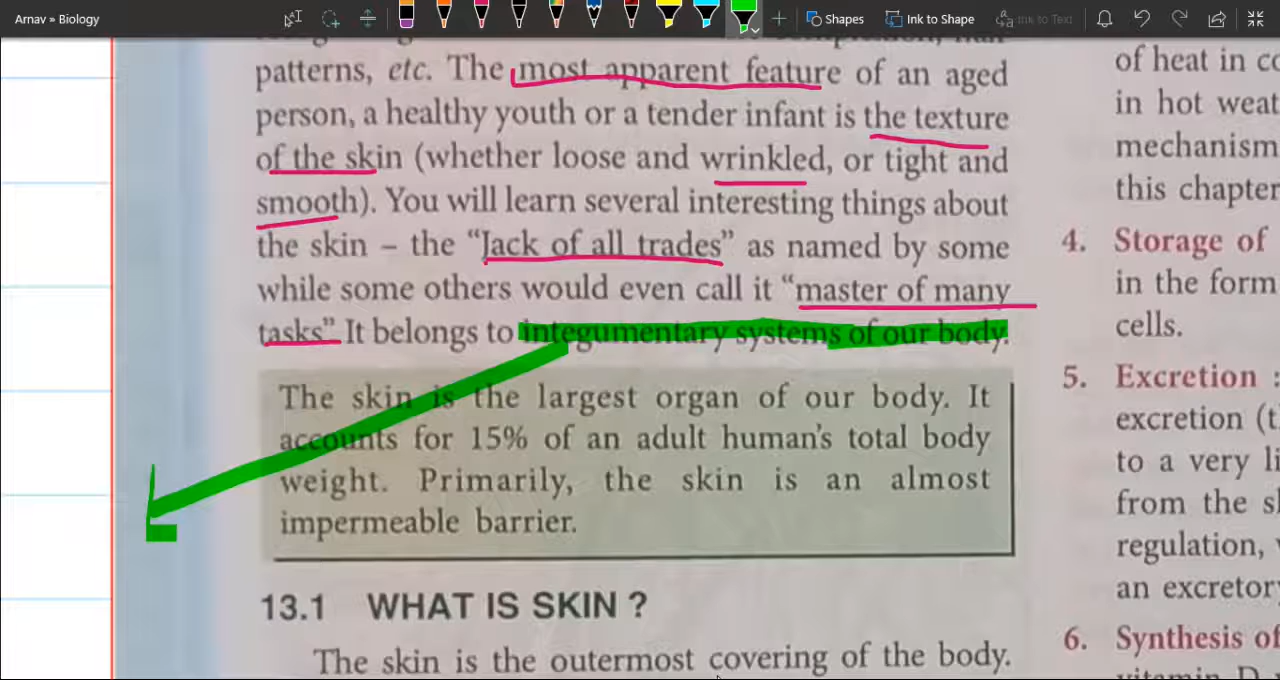 Arnav » Biology
Shapes
Ink to Shape
Ink to Text
patterns, etc. The most apparent feature of an aged
person, a healthy youth or a tender infant is the texture
of the skin (whether loose and wrinkled, or tight and
smooth). You will learn several interesting things about
the skin – the “Jack of all trades” as named by some
while some others would even call it “master of many
tasks” It belongs to integumentary systems of our body.
The skin is the largest organ of our body. It
accounts for 15% of an adult human's total body
weight. Primarily, the skin is an almost
impermeable barrier.
13.1 WHAT IS SKIN ?
The skin is the outermost covering of the body.
of heat in
in hot
mechanism
this chapter
4. Storage of
in the form
cells.
5. Excretion :
excretion
to a very
from the
regulation,
an
6. Synthesis of
vitamin D